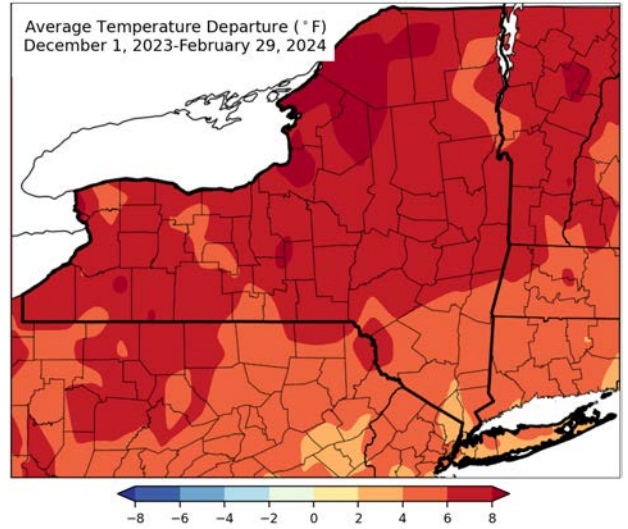 Average Temperature Departure (°F)
December 1, 2023-February 29, 2024
−8 −6 −4 −2 0 2 4 6 8